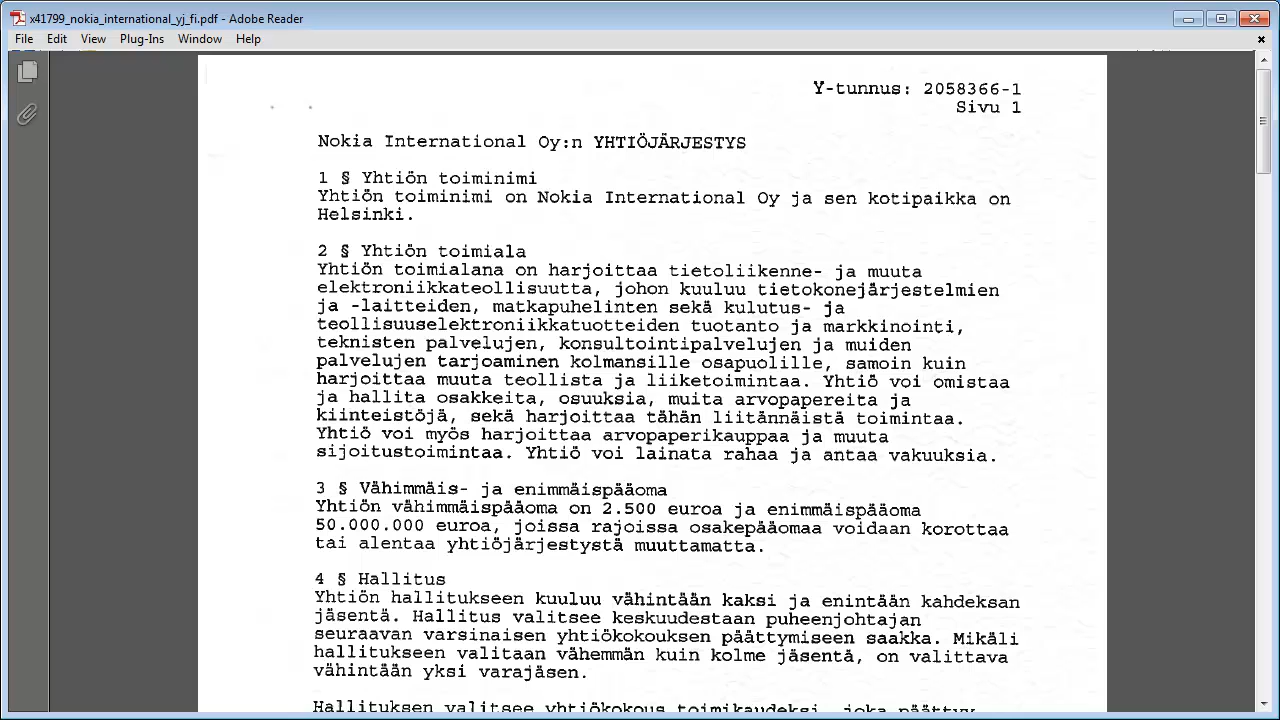 x41799_nokia_international_yj_fi.pdf - Adobe Reader
File Edit View Plug-Ins Window Help
Y-tunnus: 2058366-1
Sivu 1
Nokia International Oy:n YHTIÖJÄRJESTYS
1 § Yhtiön toiminimi
Yhtiön toiminimi on Nokia International Oy ja sen kotipaikka on
Helsinki.
2 § Yhtiön toimiala
Yhtiön toimialana on harjoittaa tietoliikenne- ja muuta
elektroniikkateollisuutta, johon kuuluu tietokonejärjestelmien
ja -laitteiden, matkapuhelinten sekä kulutus- ja
teollisuuselektroniikkatuotteiden tuotanto ja markkinointi,
teknisten palvelujen, konsultointipalvelujen ja muiden
palvelujen tarjoaminen kolmansille osapuolille, samoin kuin
harjoittaa muuta teollista ja liiketoimintaa. Yhtiö voi omistaa
ja hallita osakkeita, osuuksia, muita arvopapereita ja
kiinteistöjä, sekä harjoittaa tähän liitännäistä toimintaa.
Yhtiö voi myös harjoittaa arvopaperikauppaa ja muuta
sijoitustoimintaa. Yhtiö voi lainata rahaa ja antaa vakuuksia.
3 § Vähimmäis- ja enimmäispääoma
Yhtiön vähimmäispääoma on 2.500 euroa ja enimmäispääoma
50.000.000 euroa, joissa rajoissa osakepääomaa voidaan korottaa
tai alentaa yhtiöjärjestystä muuttamatta.
4 § Hallitus
Yhtiön hallitukseen kuuluu vähintään kaksi ja enintään kahdeksan
jäsentä. Hallitus valitsee keskuudestaan puheenjohtajan
seuraavan varsinaisen yhtiökokouksen päättymiseen saakka. Mikäli
hallitukseen valitaan vähemmän kuin kolme jäsentä, on valittava
vähintään yksi varajäsen.
Hallituksen valitsee yhtiökokous toimikaudeksi, joka päättyy